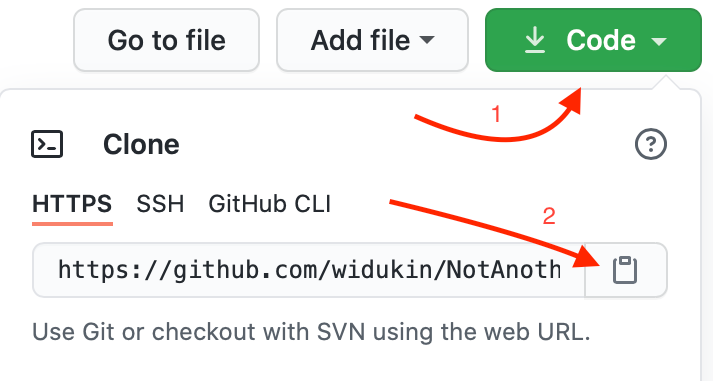 Go to file Add file Code
1
Clone
HTTPS SSH GitHub CLI
2
https://github.com/widukin/NotAnoth
Use Git or checkout with SVN using the web URL.